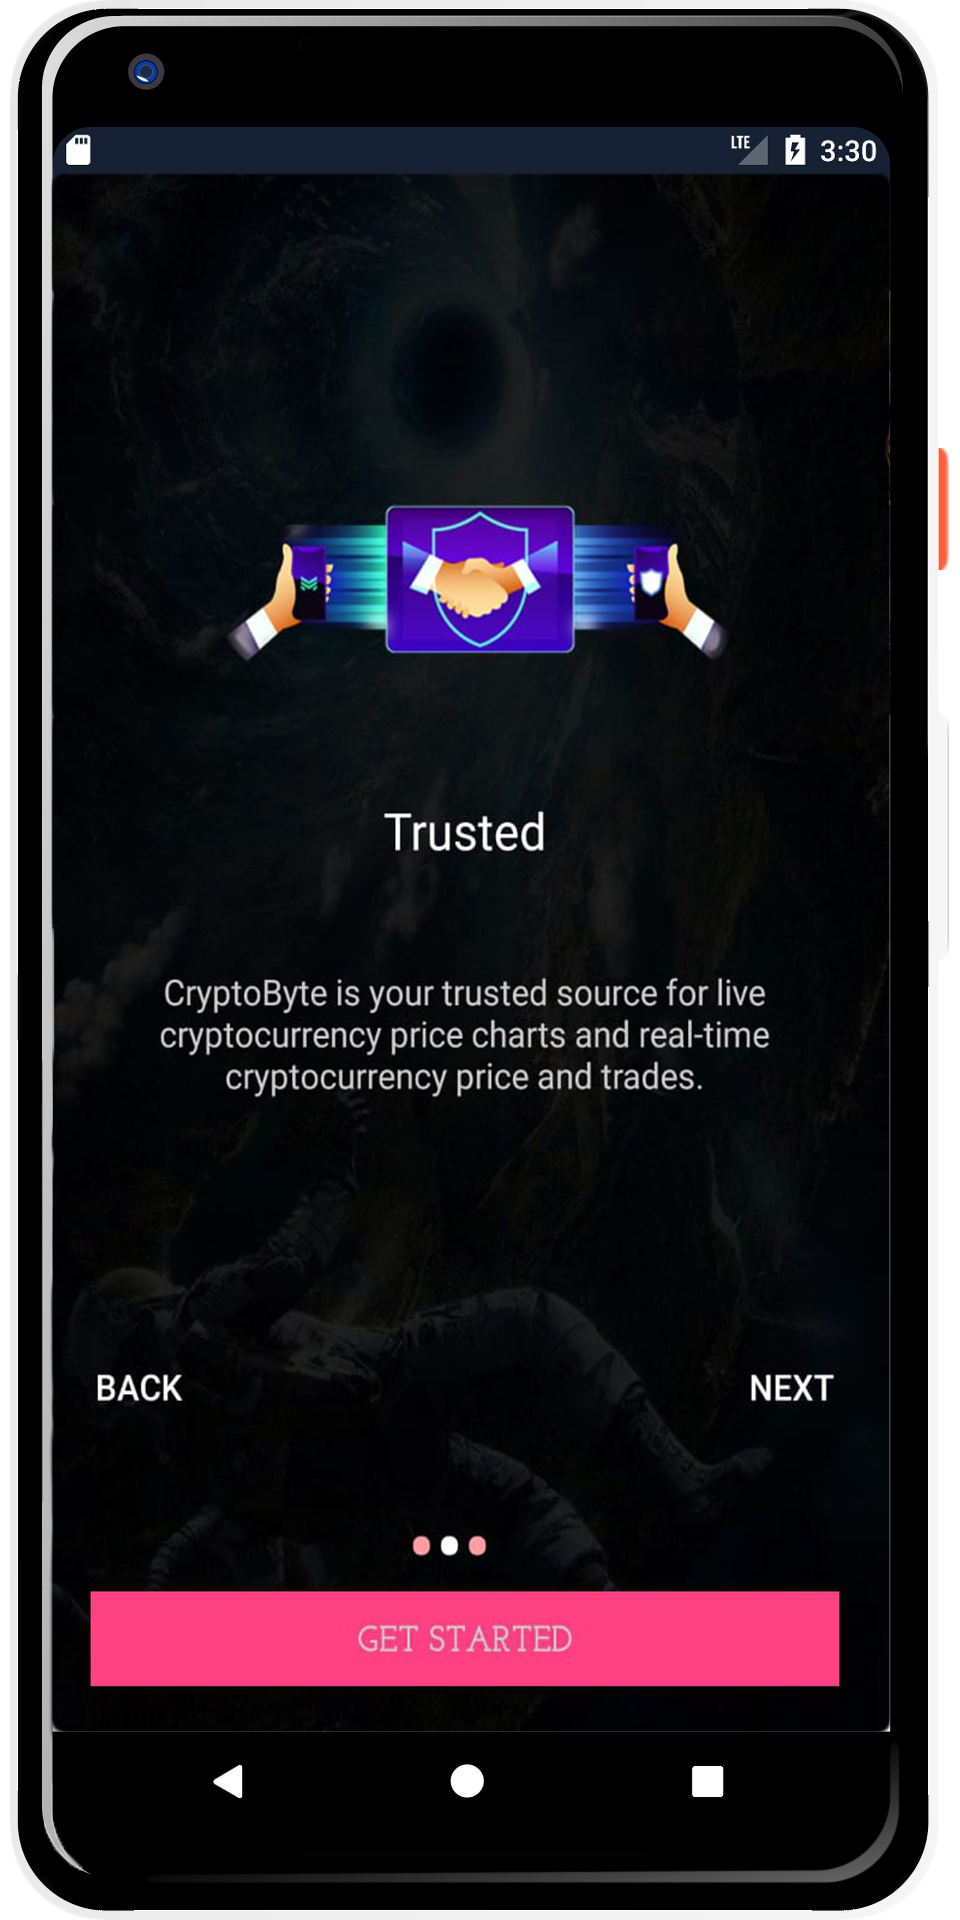 LTE 3:30
Trusted
CryptoByte is your trusted source for live
cryptocurrency price charts and real-time
cryptocurrency price and trades.
BACK NEXT
GET STARTED